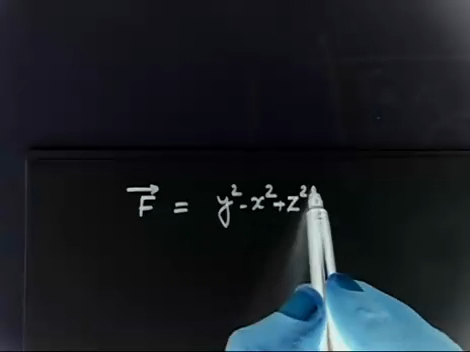 F⃗ = y² - x² + z²